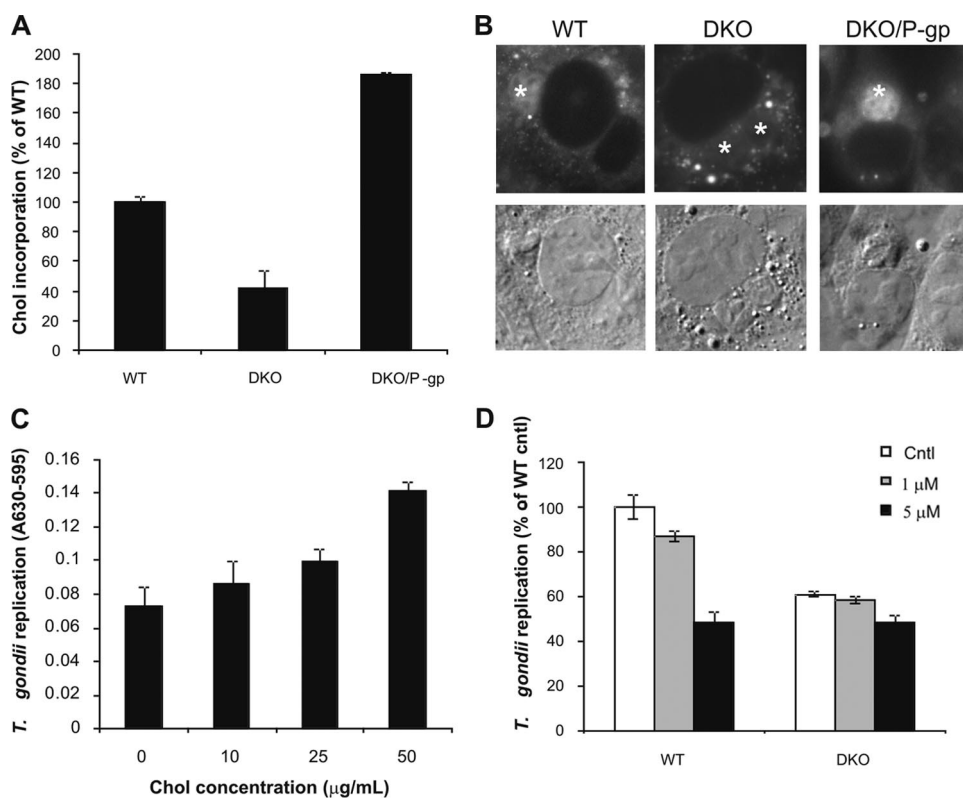 A
Chol incorporation (% of WT)
200
180
160
140
120
100
80
60
40
20
0
WT
DKO
DKO/P-gp
B
WT
DKO
DKO/P-gp
*
*
*
*
C
T. gondii replication (A630-595)
0.16
0.14
0.12
0.1
0.08
0.06
0.04
0.02
0
0
10
25
50
Chol concentration (μg/mL)
D
T. gondii replication (% of WT cntl)
120
100
80
60
40
20
0
Cntl
1 μM
5 μM
WT
DKO